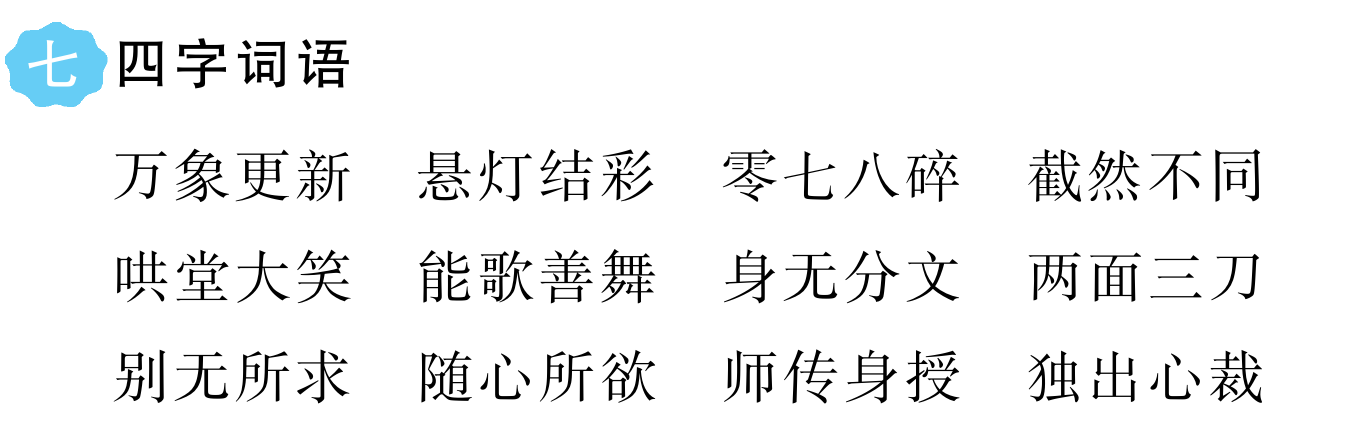 七 四字词语
万象更新 悬灯结彩 零七八碎 截然不同
哄堂大笑 能歌善舞 身无分文 两面三刀
别无所求 随心所欲 师传身授 独出心裁